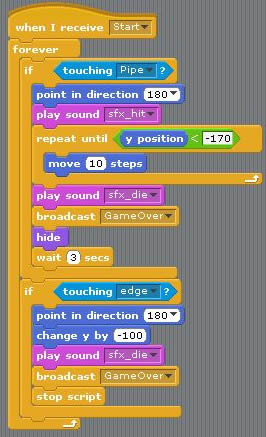 when I receive Start
forever
if touching Pipe ?
point in direction 180
play sound sfx_hit
repeat until y position < -170
move 10 steps
play sound sfx_die
broadcast GameOver
hide
wait 3 secs
if touching edge ?
point in direction 180
change y by -100
play sound sfx_die
broadcast GameOver
stop script